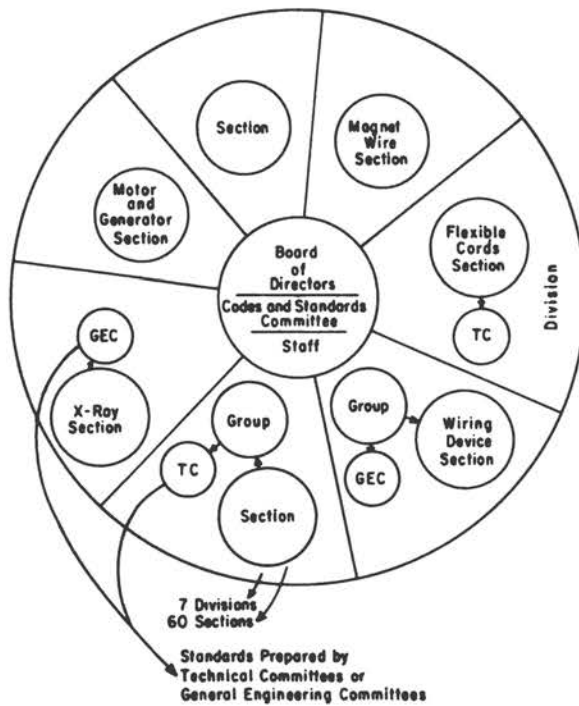 Section
Magnet
Wire
Section
Motor
and
Generator
Section
Flexible
Cords
Section
TC
Division
Board
of
Directors
Codes and Standards
Committee
Staff
GEC
X-Ray
Section
Group
TC
Section
Group
GEC
Wiring
Device
Section
7 Divisions
60 Sections
Standards Prepared by
Technical Committees or
General Engineering Committees